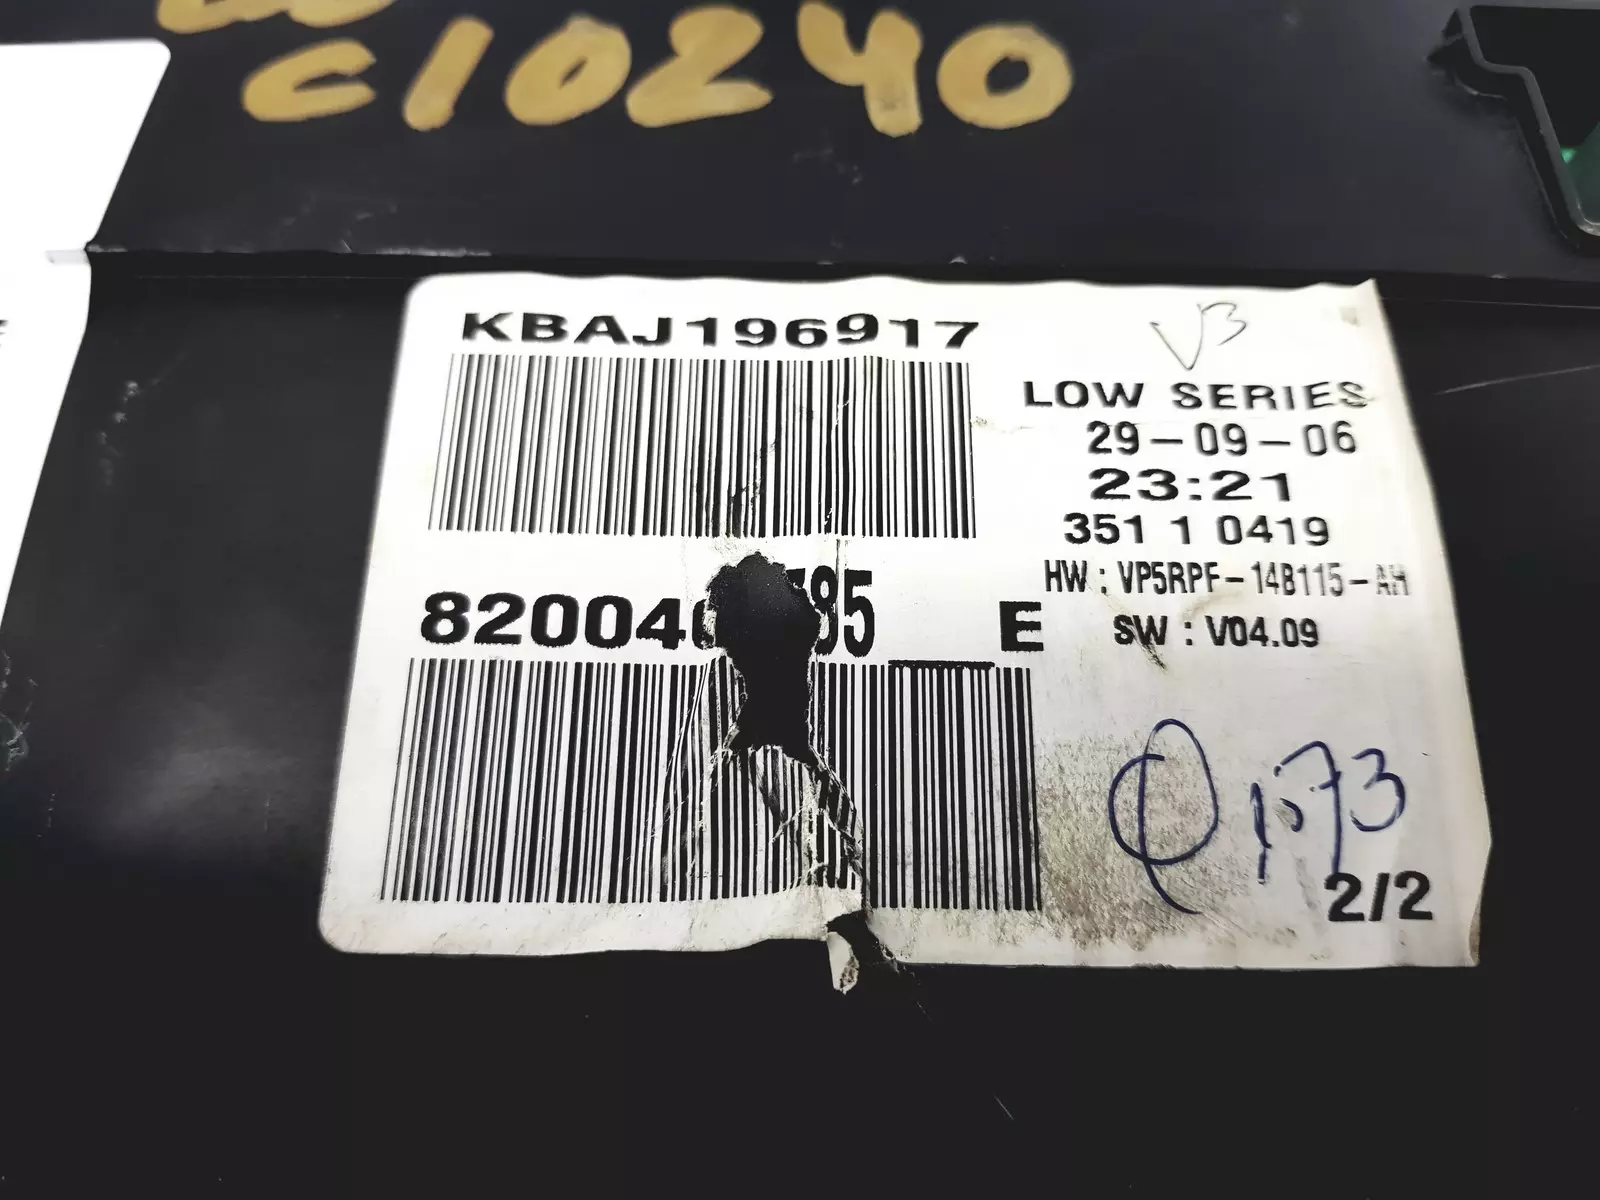 C10240
KBAJ196917
V3
LOW SERIES
29-09-06
23:21
351 1 0419
HW : VP5RPF-14B115-AH
E
SW : V04.09
2/2